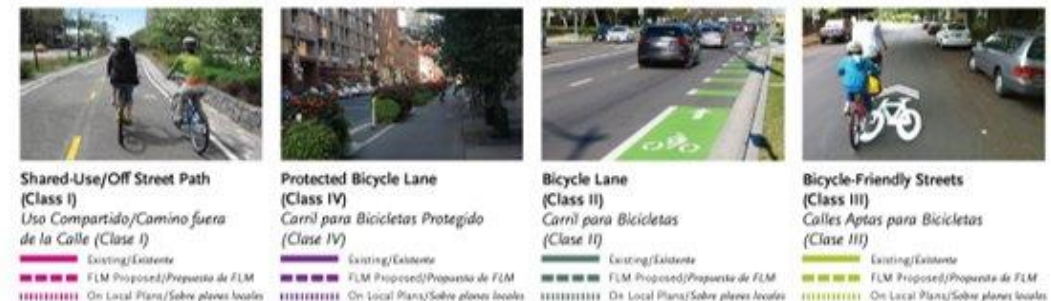 Shared-Use/Off Street Path
(Class I)
Uso Compartido/Camino fuera
de la Calle (Clase I)
Existing/Existente
FLM Proposed/Propuesta de FLM
On Local Plans/Sobre planes locales
Protected Bicycle Lane
(Class IV)
Carril para Bicicletas Protegido
(Clase IV)
Existing/Existente
FLM Proposed/Propuesta de FLM
On Local Plans/Sobre planes locales
Bicycle Lane
(Class II)
Carril para Bicicletas
(Clase II)
Existing/Existente
FLM Proposed/Propuesta de FLM
On Local Plans/Sobre planes locales
Bicycle-Friendly Streets
(Class III)
Calles Aptas para Bicicletas
(Clase III)
Existing/Existente
FLM Proposed/Propuesta de FLM
On Local Plans/Sobre planes locales